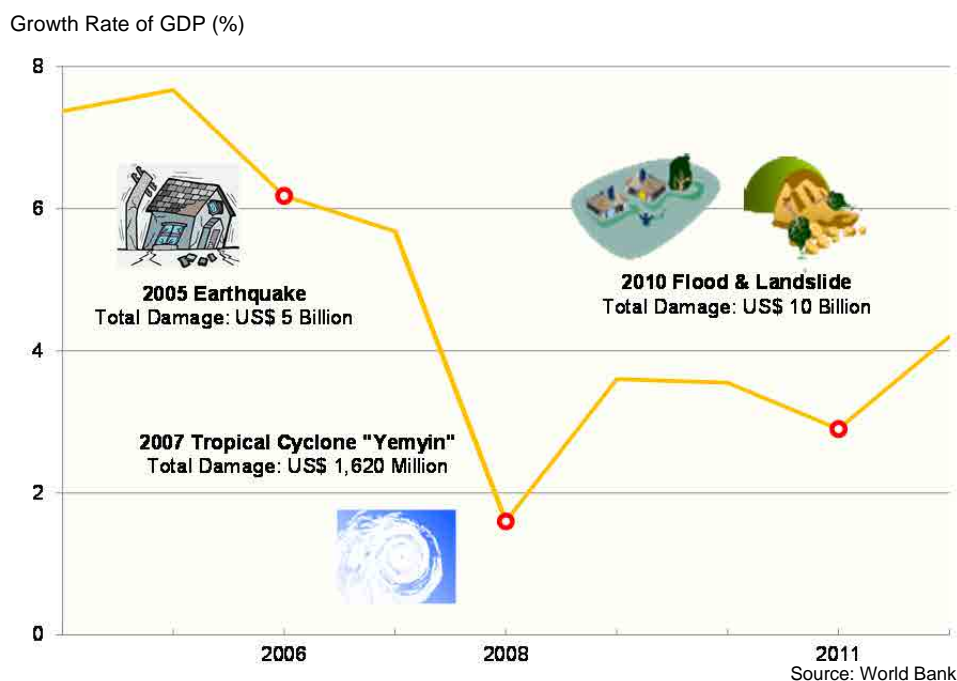 Growth Rate of GDP (%)
8
6
4
2
0
2005 Earthquake
Total Damage: US$ 5 Billion
2010 Flood & Landslide
Total Damage: US$ 10 Billion
2007 Tropical Cyclone "Yemyin"
Total Damage: US$ 1,620 Million
2006 2008 2011
Source: World Bank